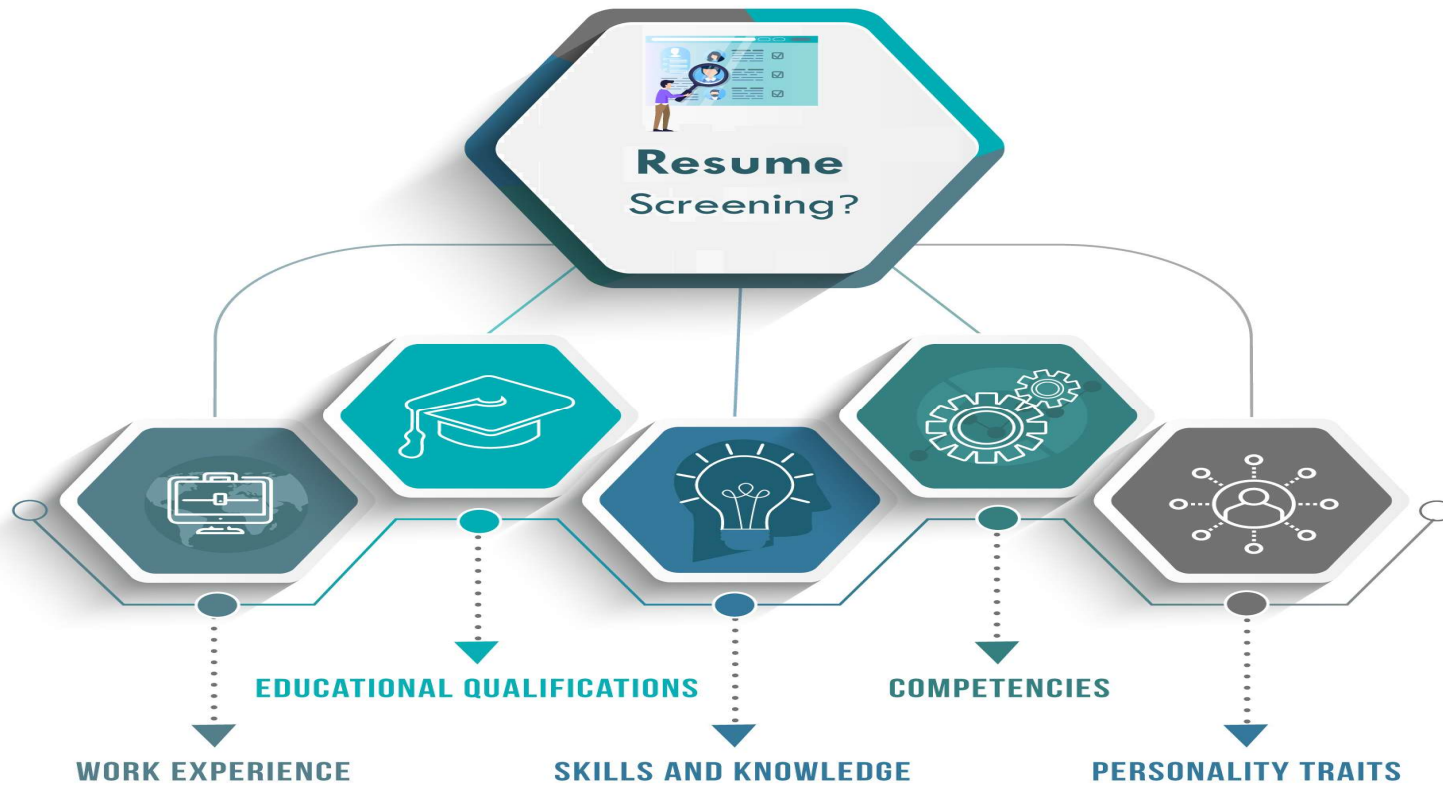 Resume
Screening?
EDUCATIONAL QUALIFICATIONS
COMPETENCIES
WORK EXPERIENCE
SKILLS AND KNOWLEDGE
PERSONALITY TRAITS